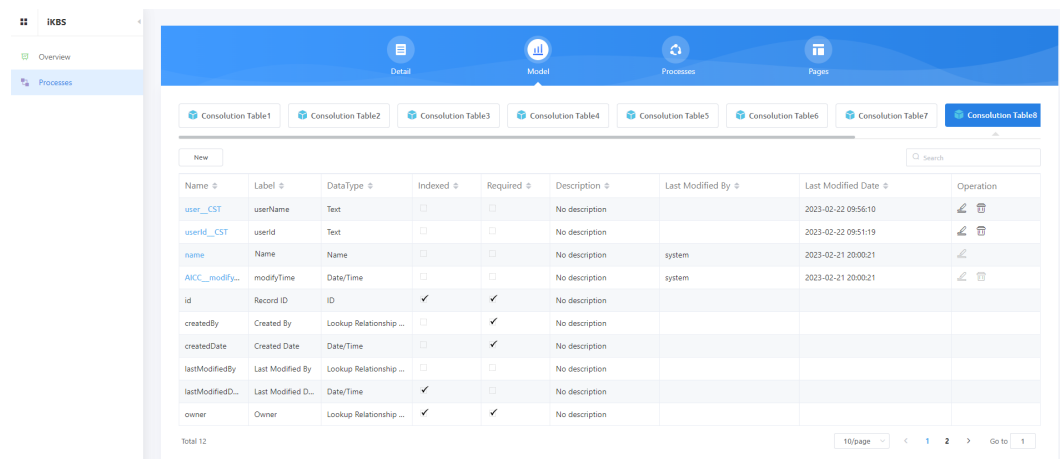 iKBS
Overview
Processes
Detail Model Processes Pages
Consolution Table1 Consolution Table2 Consolution Table3 Consolution Table4 Consolution Table5 Consolution Table6 Consolution Table7 Consolution Table8
New Search
Name Label DataType Indexed Required Description Last Modified By Last Modified Date Operation
user__CST userName Text No description 2023-02-22 09:56:10
userId__CST userId Text No description 2023-02-22 09:51:19
name Name Name No description system 2023-02-21 20:00:21
AICC__modify... modifyTime Date/Time No description system 2023-02-21 20:00:21
id Record ID ID No description
createdBy Created By Lookup Relationship ... No description
createdDate Created Date Date/Time No description
lastModifiedBy Last Modified By Lookup Relationship ... No description
lastModifiedD... Last Modified D... Date/Time No description
owner Owner Lookup Relationship ... No description
Total 12 10/page 1 2 Go to 1